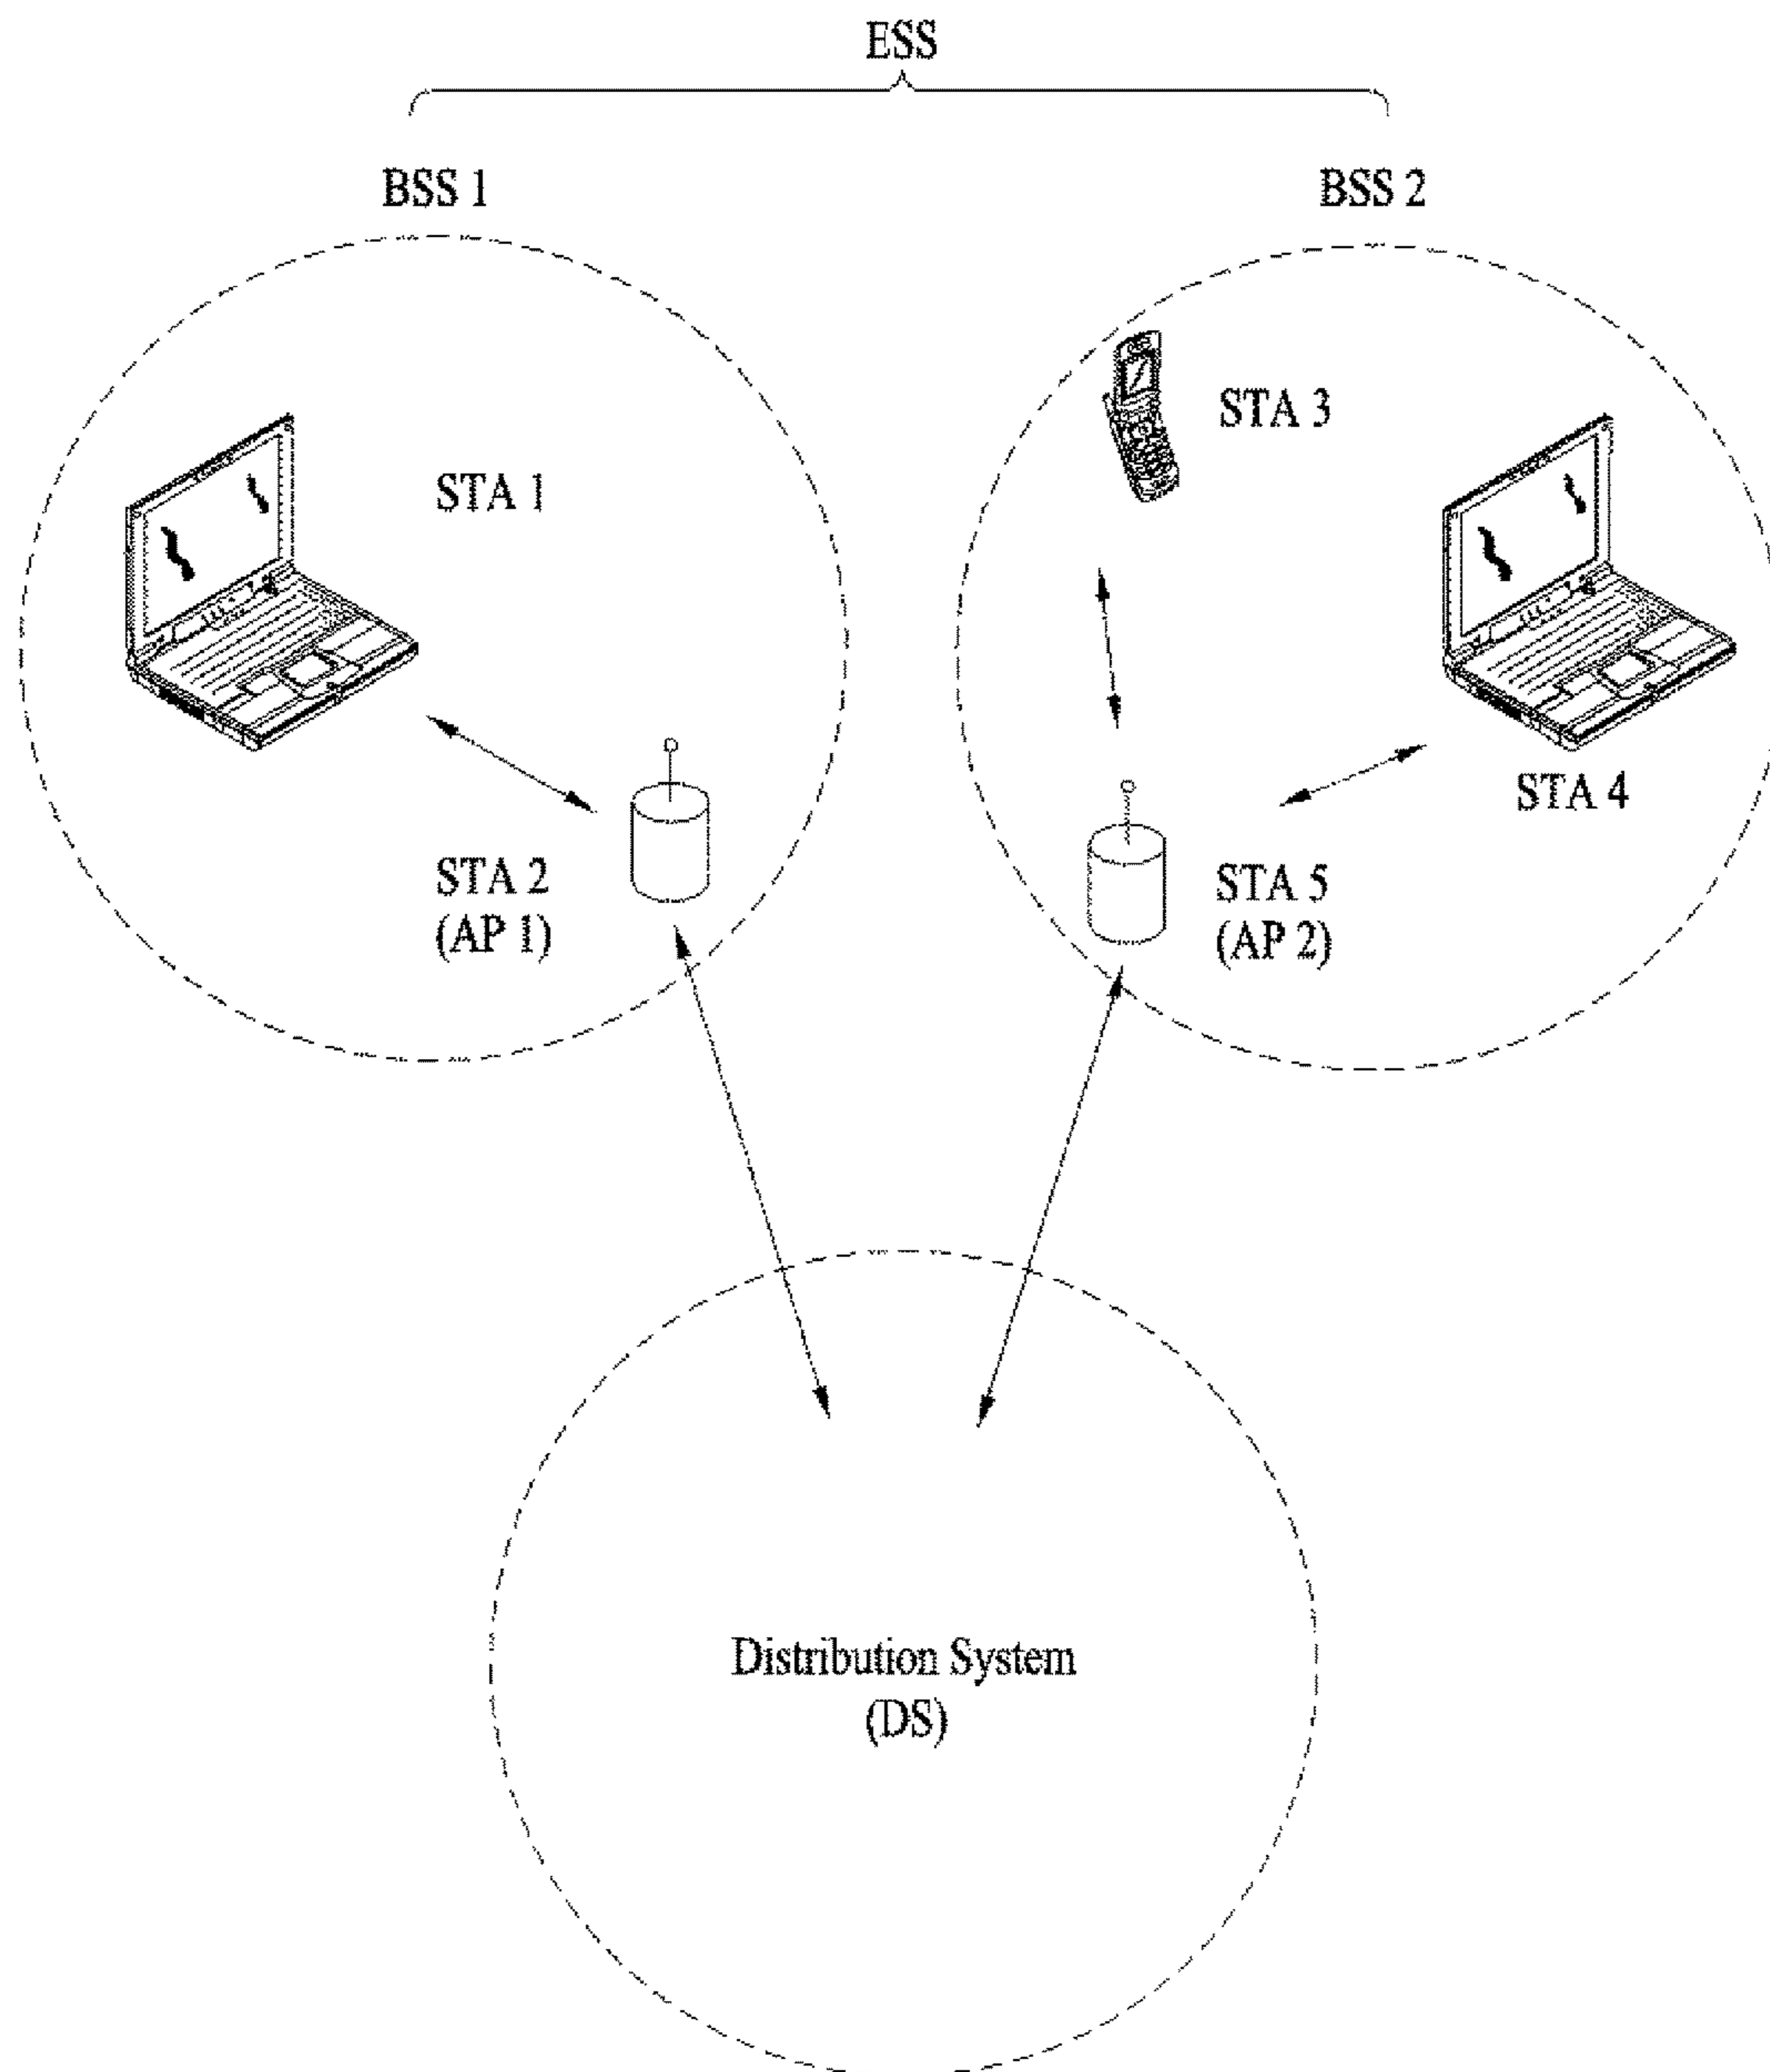 ESS
BSS 1
BSS 2
STA 1
STA 3
STA 4
STA 2
(AP 1)
STA 5
(AP 2)
Distribution System
(DS)